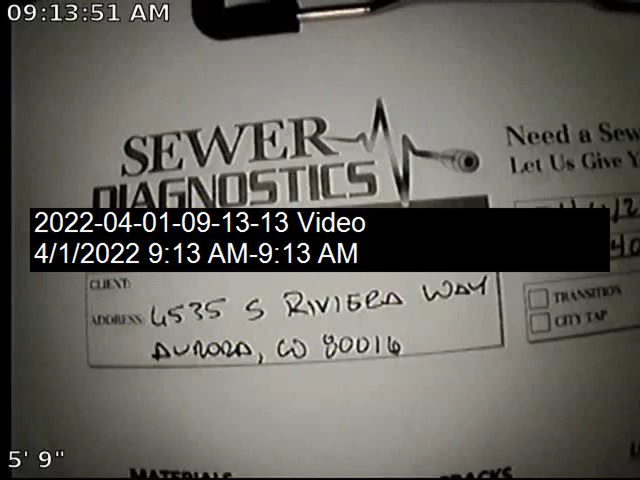 09:13:51 AM
SEWER
DIAGNOSTICS
Need a Sew
Let Us Give Y
2022-04-01-09-13-13 Video
4/1/2022 9:13 AM-9:13 AM
CLIENT:
ADDRESS: 4535 S RIVIERA WAY
AURORA, CO 80016
TRANSITION
CITY TAP
5' 9"
MATERIALS
CRACKS